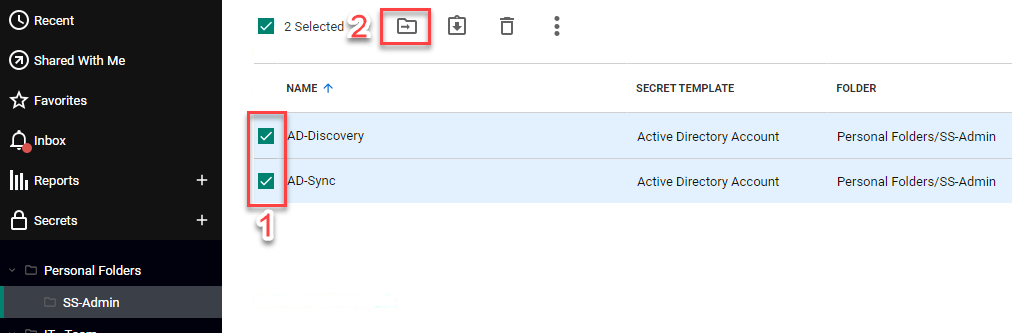 Recent
Shared With Me
Favorites
Inbox
Reports +
Secrets +
Personal Folders
SS-Admin
2 Selected 2
NAME SECRET TEMPLATE FOLDER
AD-Discovery Active Directory Account Personal Folders/SS-Admin
AD-Sync Active Directory Account Personal Folders/SS-Admin
1